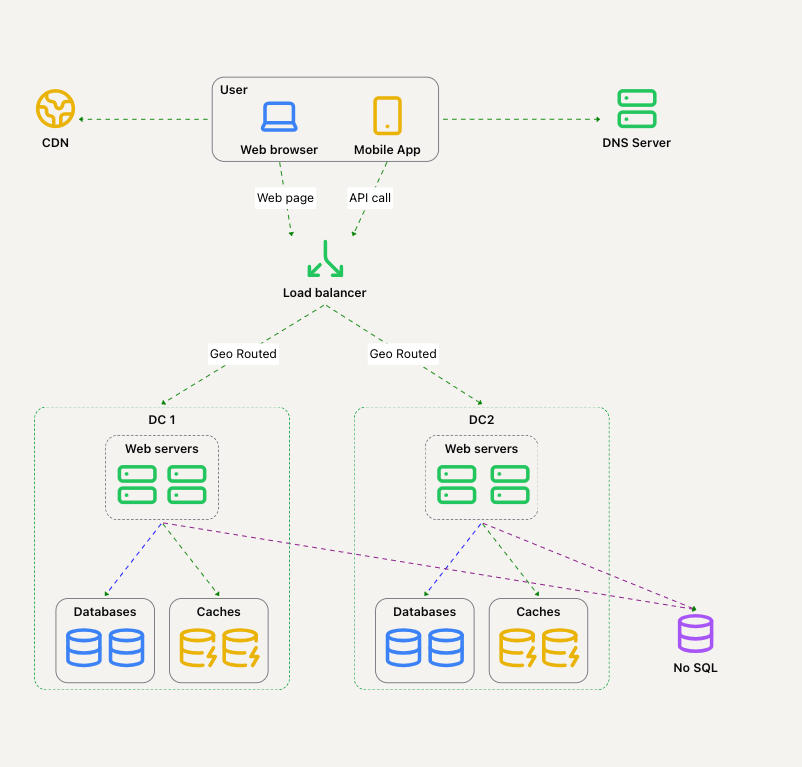 User
CDN
Web browser
Mobile App
DNS Server
Web page
API call
Load balancer
Geo Routed
Geo Routed
DC 1
DC2
Web servers
Web servers
Databases
Caches
Databases
Caches
No SQL